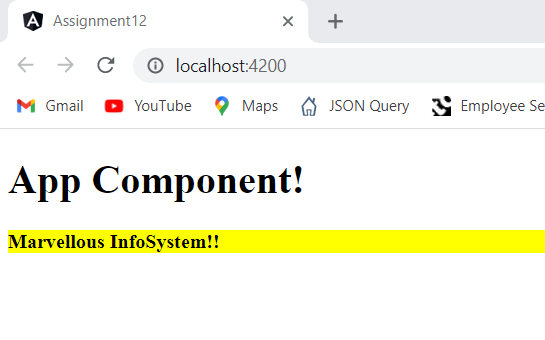 Assignment12
localhost:4200
Gmail YouTube Maps JSON Query Employee Se
App Component!
Marvellous InfoSystem!!